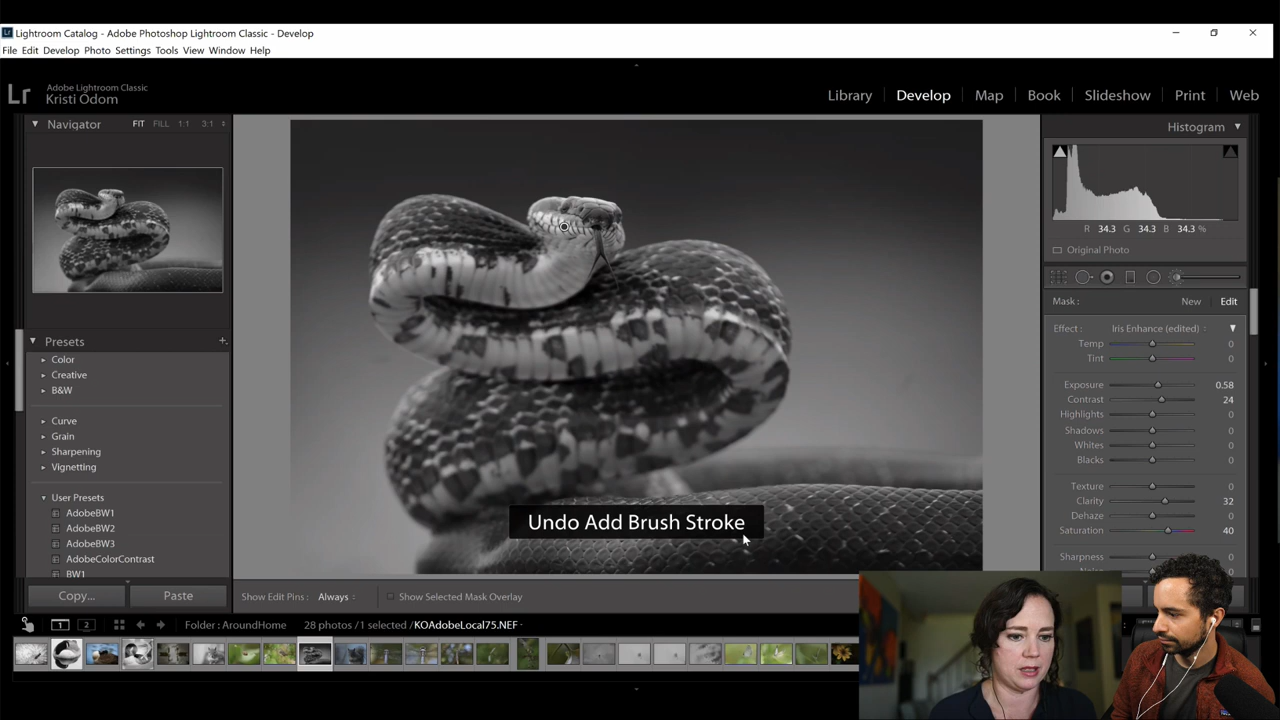 Lr Lightroom Catalog - Adobe Photoshop Lightroom Classic - Develop
File Edit Develop Photo Settings Tools View Window Help
Lr Adobe Lightroom Classic
Kristi Odom
Library Develop Map Book Slideshow Print Web
Navigator FIT FILL 1:1 3:1
Histogram
R 34.3 G 34.3 B 34.3 %
Original Photo
Mask : New Edit
Effect : Iris Enhance (edited)
Temp 0
Tint 0
Exposure 0.58
Contrast 24
Highlights 0
Shadows 0
Whites 0
Blacks 0
Texture 0
Clarity 32
Dehaze 0
Saturation 40
Sharpness 0
Presets +
Color
Creative
B&W
Curve
Grain
Sharpening
Vignetting
User Presets
AdobeBW1
AdobeBW2
AdobeBW3
AdobeColorContrast
BW1
Copy... Paste
Undo Add Brush Stroke
Show Edit Pins : Always Show Selected Mask Overlay
1 2 Folder : AroundHome 28 photos / 1 selected / KOAdobeLocal75.NEF